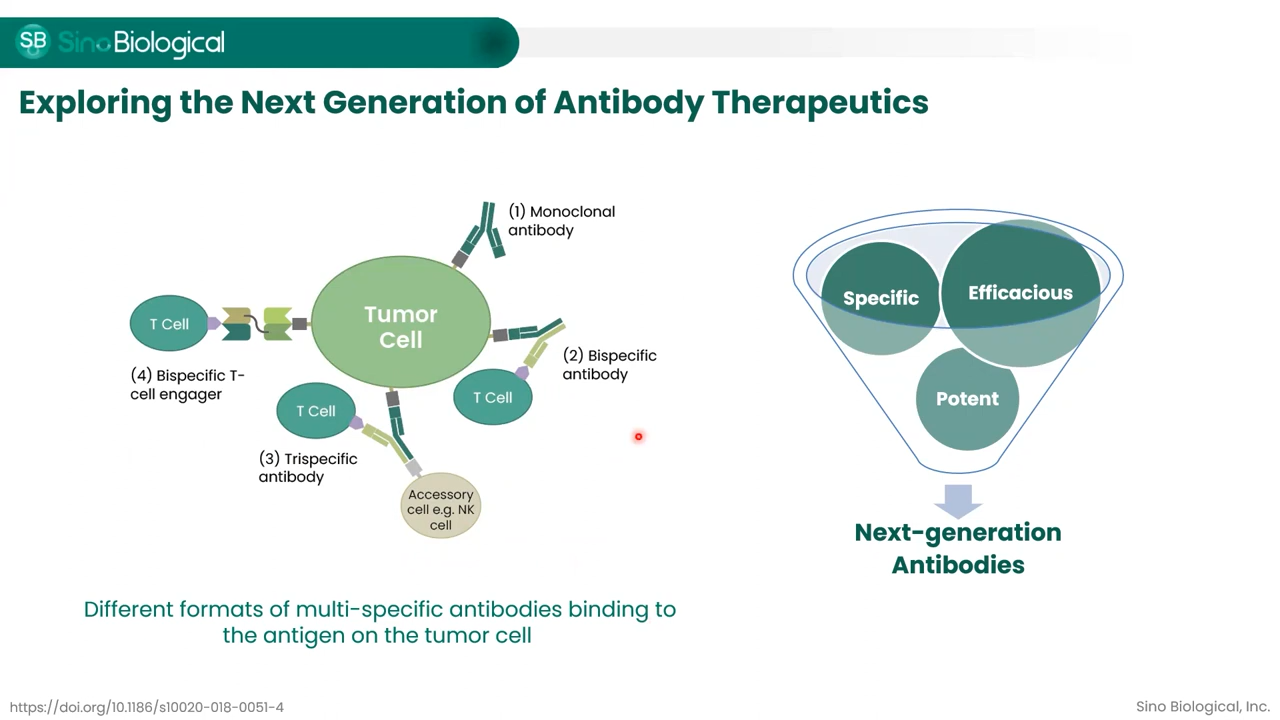 SB SinoBiological
Exploring the Next Generation of Antibody Therapeutics
(1) Monoclonal
antibody
Tumor
Cell
T Cell
(2) Bispecific
antibody
(4) Bispecific T-
cell engager
T Cell
T Cell
(3) Trispecific
antibody
Accessory
cell e.g. NK
cell
Different formats of multi-specific antibodies binding to
the antigen on the tumor cell
Specific
Efficacious
Potent
Next-generation
Antibodies
https://doi.org/10.1186/s10020-018-0051-4
Sino Biological, Inc.